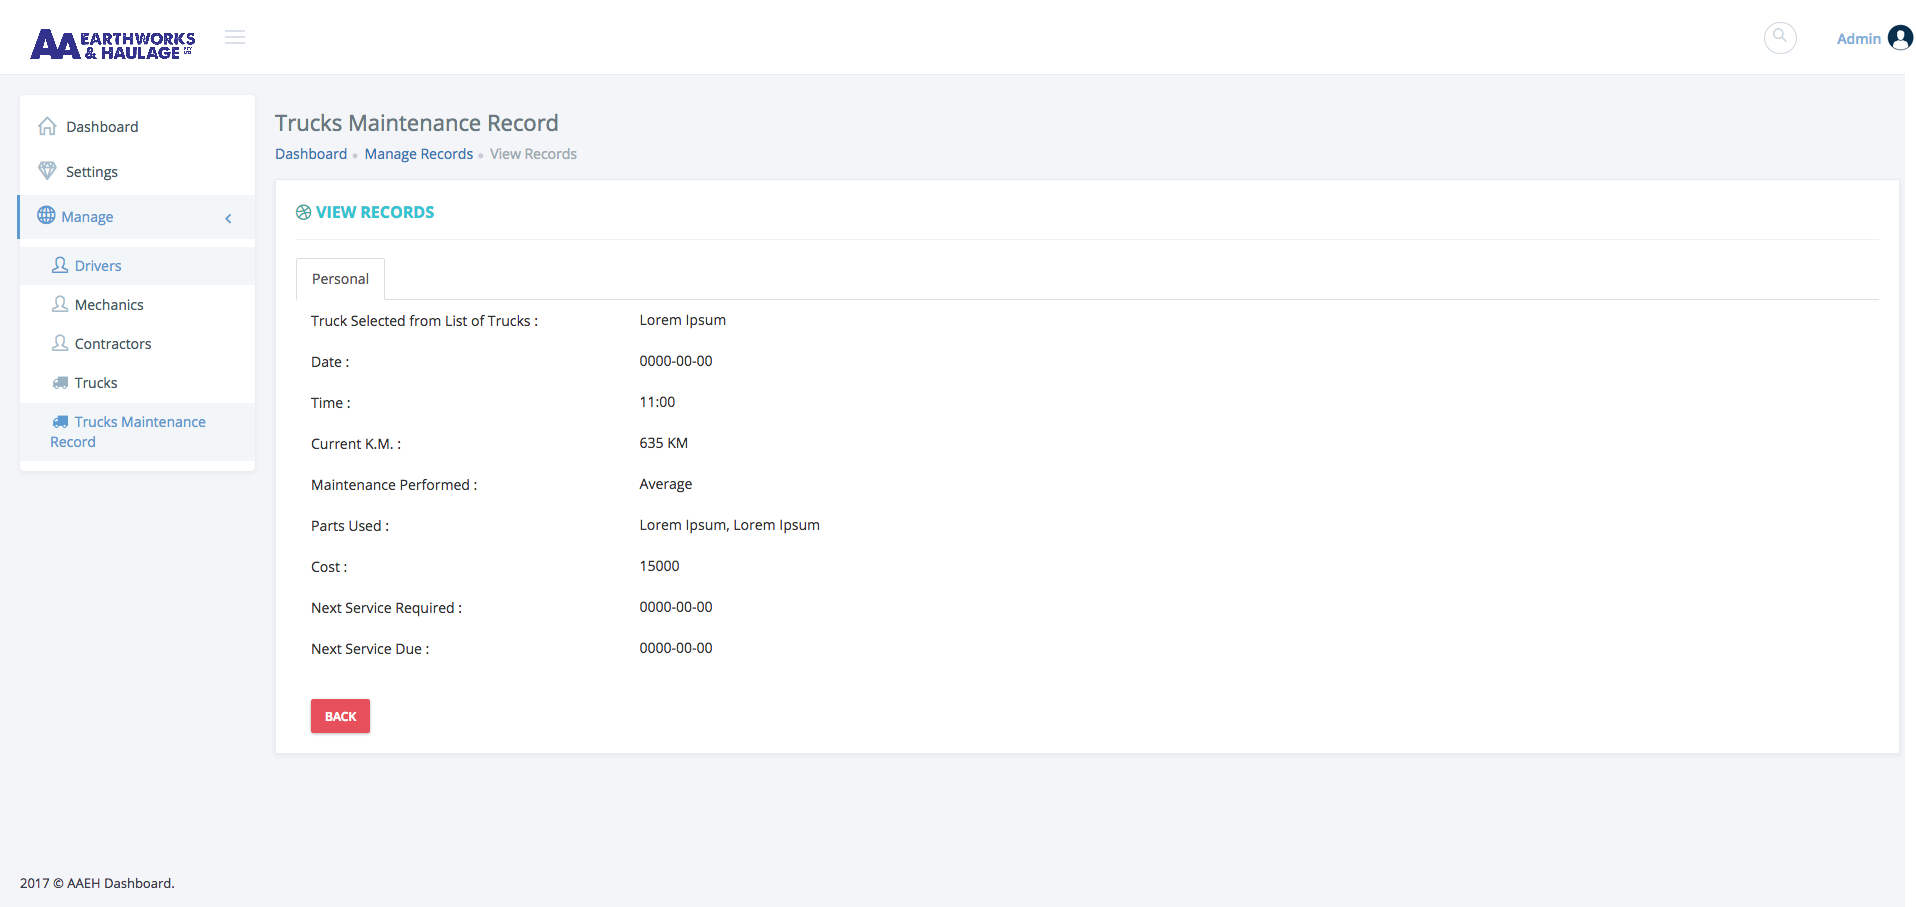 AA EARTHWORKS
& HAULAGE PTY LTD
Admin
Dashboard
Settings
Manage
Drivers
Mechanics
Contractors
Trucks
Trucks Maintenance
Record
Trucks Maintenance Record
Dashboard Manage Records View Records
VIEW RECORDS
Personal
Truck Selected from List of Trucks : Lorem Ipsum
Date : 0000-00-00
Time : 11:00
Current K.M. : 635 KM
Maintenance Performed : Average
Parts Used : Lorem Ipsum, Lorem Ipsum
Cost : 15000
Next Service Required : 0000-00-00
Next Service Due : 0000-00-00
BACK
2017 © AAEH Dashboard.